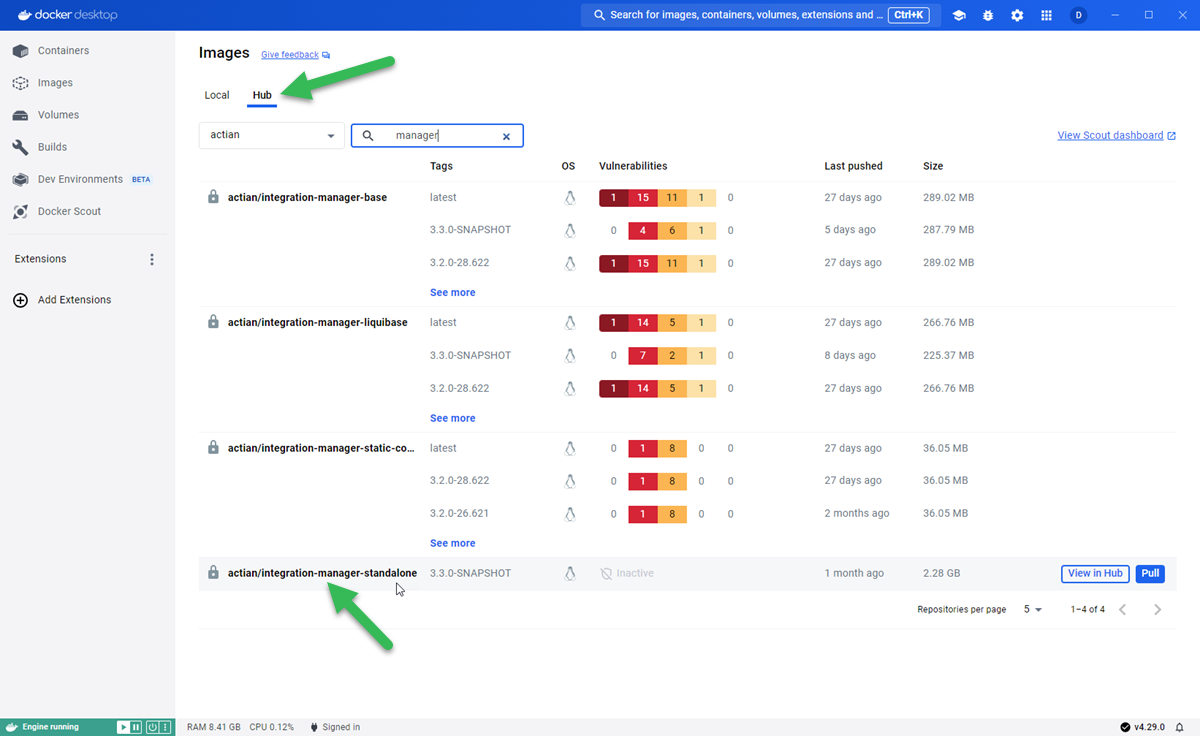 docker desktop
Search for images, containers, volumes, extensions and ... Ctrl+K
D
Containers
Images
Volumes
Builds
Dev Environments BETA
Docker Scout
Extensions
Add Extensions
Images Give feedback
Local Hub
actian manager View Scout dashboard
Tags OS Vulnerabilities Last pushed Size
actian/integration-manager-base latest 1 15 11 1 0 27 days ago 289.02 MB
3.3.0-SNAPSHOT 0 4 6 1 0 5 days ago 287.79 MB
3.2.0-28.622 1 15 11 1 0 27 days ago 289.02 MB
See more
actian/integration-manager-liquibase latest 1 14 5 1 0 27 days ago 266.76 MB
3.3.0-SNAPSHOT 0 7 2 1 0 8 days ago 225.37 MB
3.2.0-28.622 1 14 5 1 0 27 days ago 266.76 MB
See more
actian/integration-manager-static-co... latest 0 1 8 0 0 27 days ago 36.05 MB
3.2.0-28.622 0 1 8 0 0 27 days ago 36.05 MB
3.2.0-26.621 0 1 8 0 0 2 months ago 36.05 MB
See more
actian/integration-manager-standalone 3.3.0-SNAPSHOT Inactive 1 month ago 2.28 GB View in Hub Pull
Repositories per page 5 1–4 of 4
Engine running RAM 8.41 GB CPU 0.12% Signed in v4.29.0